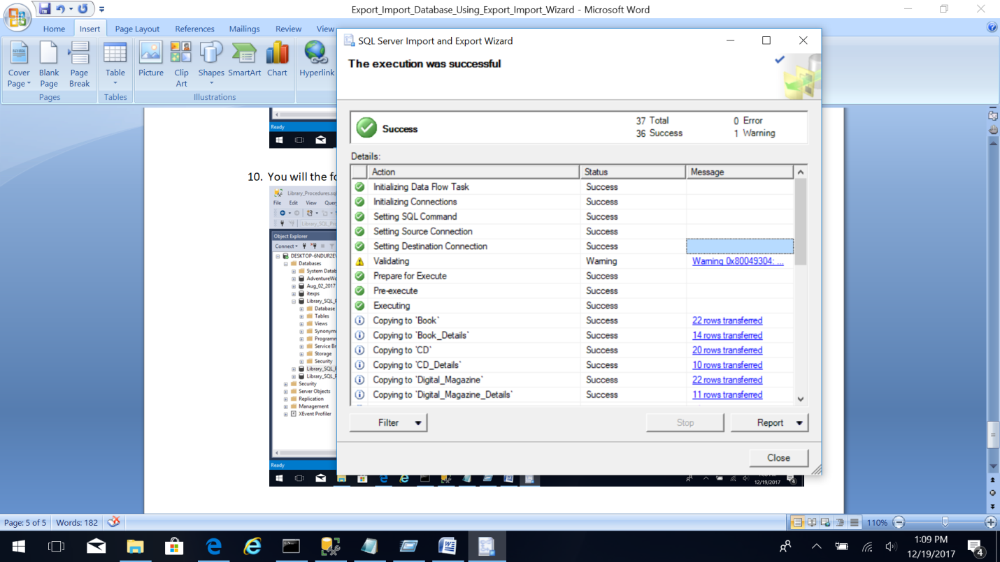 Export_Import_Database_Using_Export_Import_Wizard - Microsoft Word
Home Insert Page Layout References Mailings Review View
Cover Page
Blank Page
Page Break
Table
Picture
Clip Art
Shapes
SmartArt
Chart
Hyperlink
Pages
Tables
Illustrations
SQL Server Import and Export Wizard
The execution was successful
Success
37 Total
0 Error
36 Success
1 Warning
Details:
Action Status Message
Initializing Data Flow Task Success
Initializing Connections Success
Setting SQL Command Success
Setting Source Connection Success
Setting Destination Connection Success
Validating Warning Warning 0x80049304: ...
Prepare for Execute Success
Pre-execute Success
Executing Success
Copying to `Book` Success 22 rows transferred
Copying to `Book_Details` Success 14 rows transferred
Copying to `CD` Success 20 rows transferred
Copying to `CD_Details` Success 10 rows transferred
Copying to `Digital_Magazine` Success 22 rows transferred
Copying to `Digital_Magazine_Details` Success 11 rows transferred
Filter
Stop
Report
Close
Ready
10. You will the fo
Library_Procedures.sql
File Edit View Quer
Object Explorer
Connect
DESKTOP-6NDUR2EV
Databases
System Datab
AdventureWo
Aug_02_2017
itexps
Library_SQL_P
Database
Tables
Views
Synonyms
Programm
Service Br
Storage
Security
Library_SQL_P
Library_SQL_P
Security
Server Objects
Replication
Management
XEvent Profiler
Ready
12/19/2017
4
Page: 5 of 5 Words: 182
110%
1:09 PM
12/19/2017
4